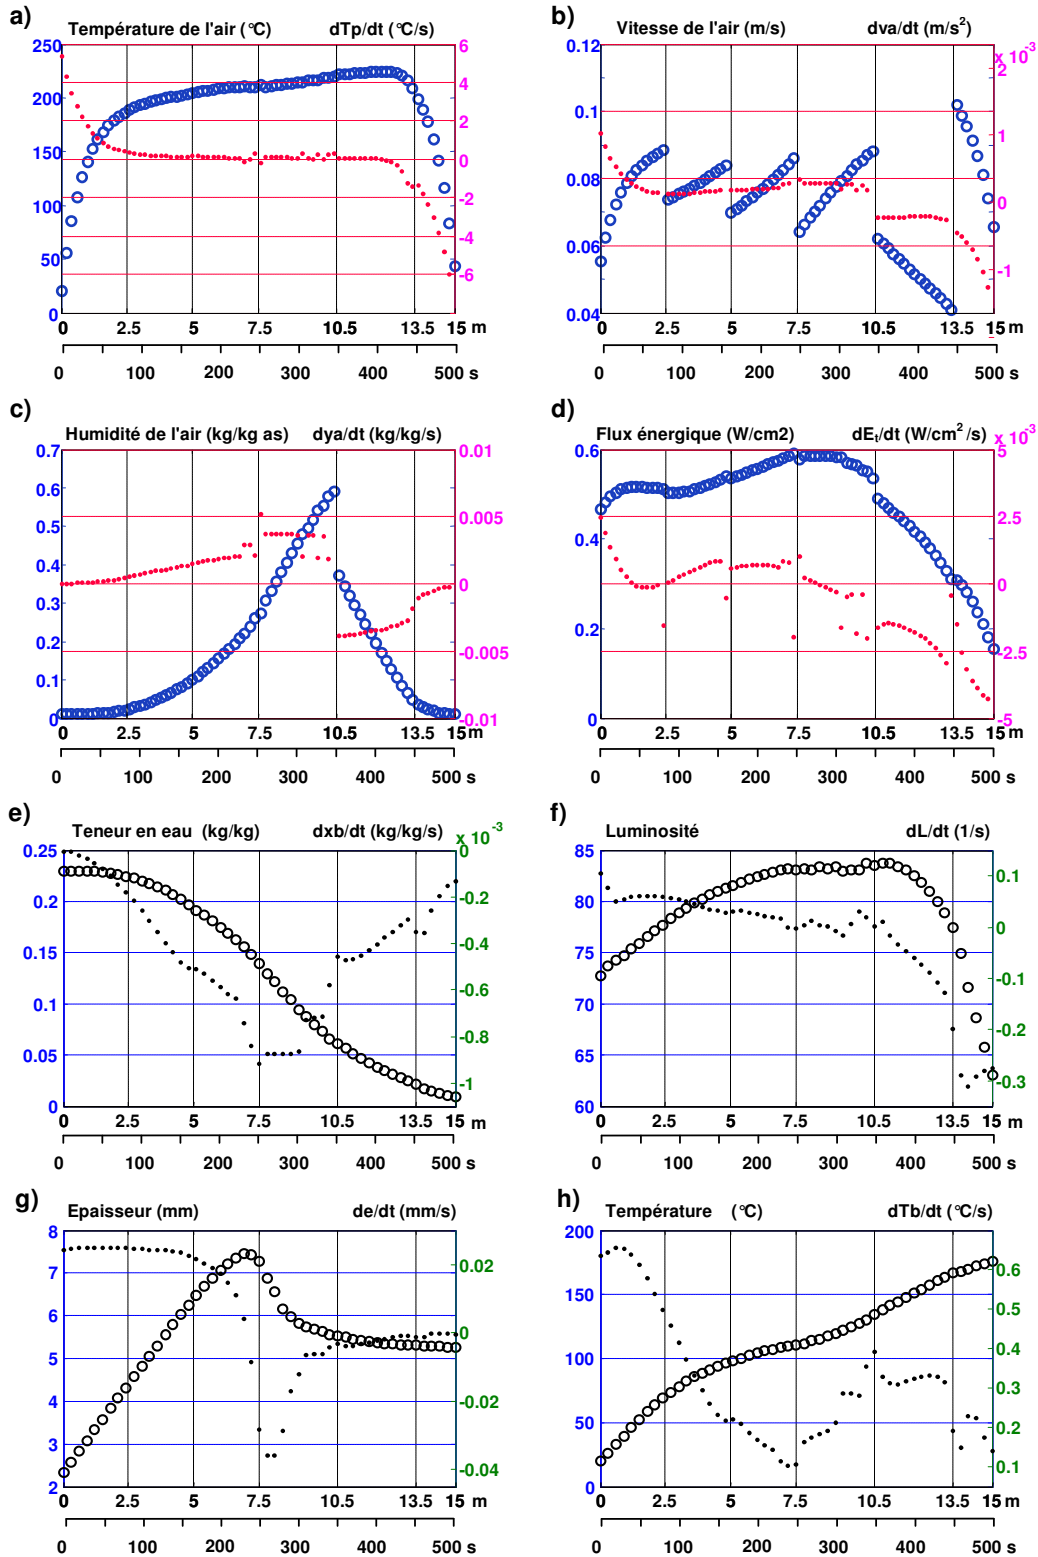 a) Température de l'air (°C) dTp/dt (°C/s) b) Vitesse de l'air (m/s) dva/dt (m/s²)
x 10⁻³
250 6 0.12 2
200 4 0.1 1
150 2 0.08 0
100 0 0.06 -1
50 -2 0.04
0 -4
-6
0 2.5 5 7.5 10.5 13.5 15 m 0 2.5 5 7.5 10.5 13.5 15 m
0 100 200 300 400 500 s 0 100 200 300 400 500 s
c) Humidité de l'air (kg/kg as) dya/dt (kg/kg/s) d) Flux énergique (W/cm2) dEₜ/dt (W/cm²/s)
x 10⁻³
0.7 0.01 0.6 5
0.6 0.005 0.4 2.5
0.5 0 0.2 0
0.4 -0.005 0 -2.5
0.3 -0.01 -5
0.2
0.1
0
0 2.5 5 7.5 10.5 13.5 15 m 0 2.5 5 7.5 10.5 13.5 15 m
0 100 200 300 400 500 s 0 100 200 300 400 500 s
e) Teneur en eau (kg/kg) dxb/dt (kg/kg/s) f) Luminosité dL/dt (1/s)
x 10⁻³
0.25 0 85 0.1
0.2 -0.2 80 0
0.15 -0.4 75 -0.1
0.1 -0.6 70 -0.2
0.05 -0.8 65 -0.3
0 -1 60
0 2.5 5 7.5 10.5 13.5 15 m 0 2.5 5 7.5 10.5 13.5 15 m
0 100 200 300 400 500 s 0 100 200 300 400 500 s
g) Epaisseur (mm) de/dt (mm/s) h) Température (°C) dTb/dt (°C/s)
8 0.02 200 0.6
7 0 150 0.5
6 -0.02 100 0.4
5 -0.04 50 0.3
4 0 0.2
3 0.1
2
0 2.5 5 7.5 10.5 13.5 15 m 0 2.5 5 7.5 10.5 13.5 15 m
0 100 200 300 400 500 s 0 100 200 300 400 500 s